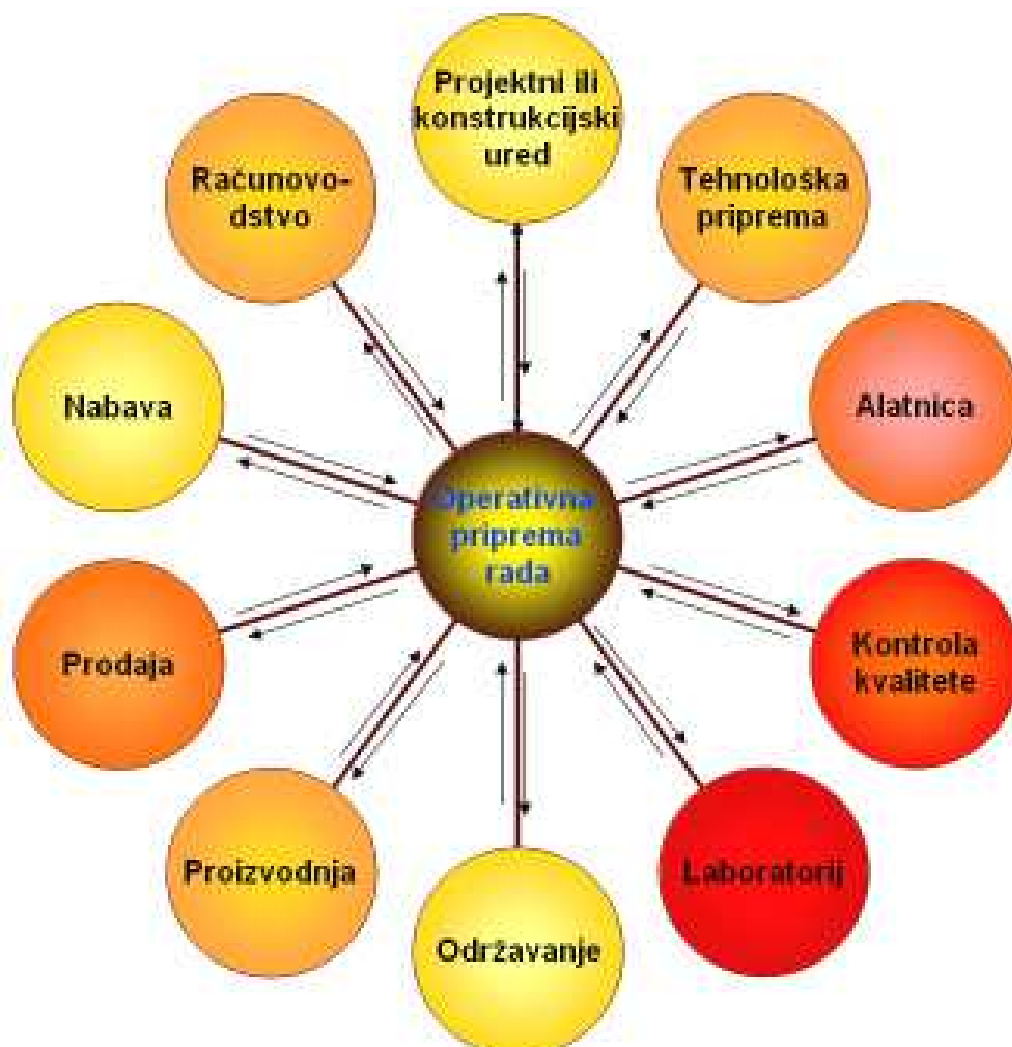 Projektni ili
konstrukcijski
ured
Tehnološka
priprema
Alatnica
Kontrola
kvalitete
Laboratorij
Održavanje
Proizvodnja
Prodaja
Nabava
Računovo-
dstvo
Operativna
priprema
rada